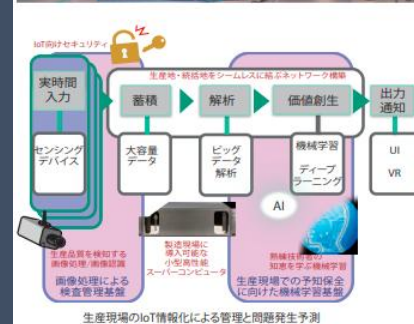 IoT向けセキュリティ
生産地・統括地をシームレスに結ぶネットワーク構築
実時間
入力
蓄積
解析
価値創生
出力
通知
センシング
デバイス
大容量
データ
ビッグ
データ
解析
機械学習
ディープ
ラーニング
UI
VR
AI
生産品質を検知する
画像処理/画像認識
画像処理による
検査管理基盤
製造現場に
導入可能な
小型高性能
スーパーコンピュータ
熟練技術者の
知恵を学ぶ機械学習
生産現場での予知保全
に向けた機械学習基盤
生産現場のIoT情報化による管理と問題発生予測